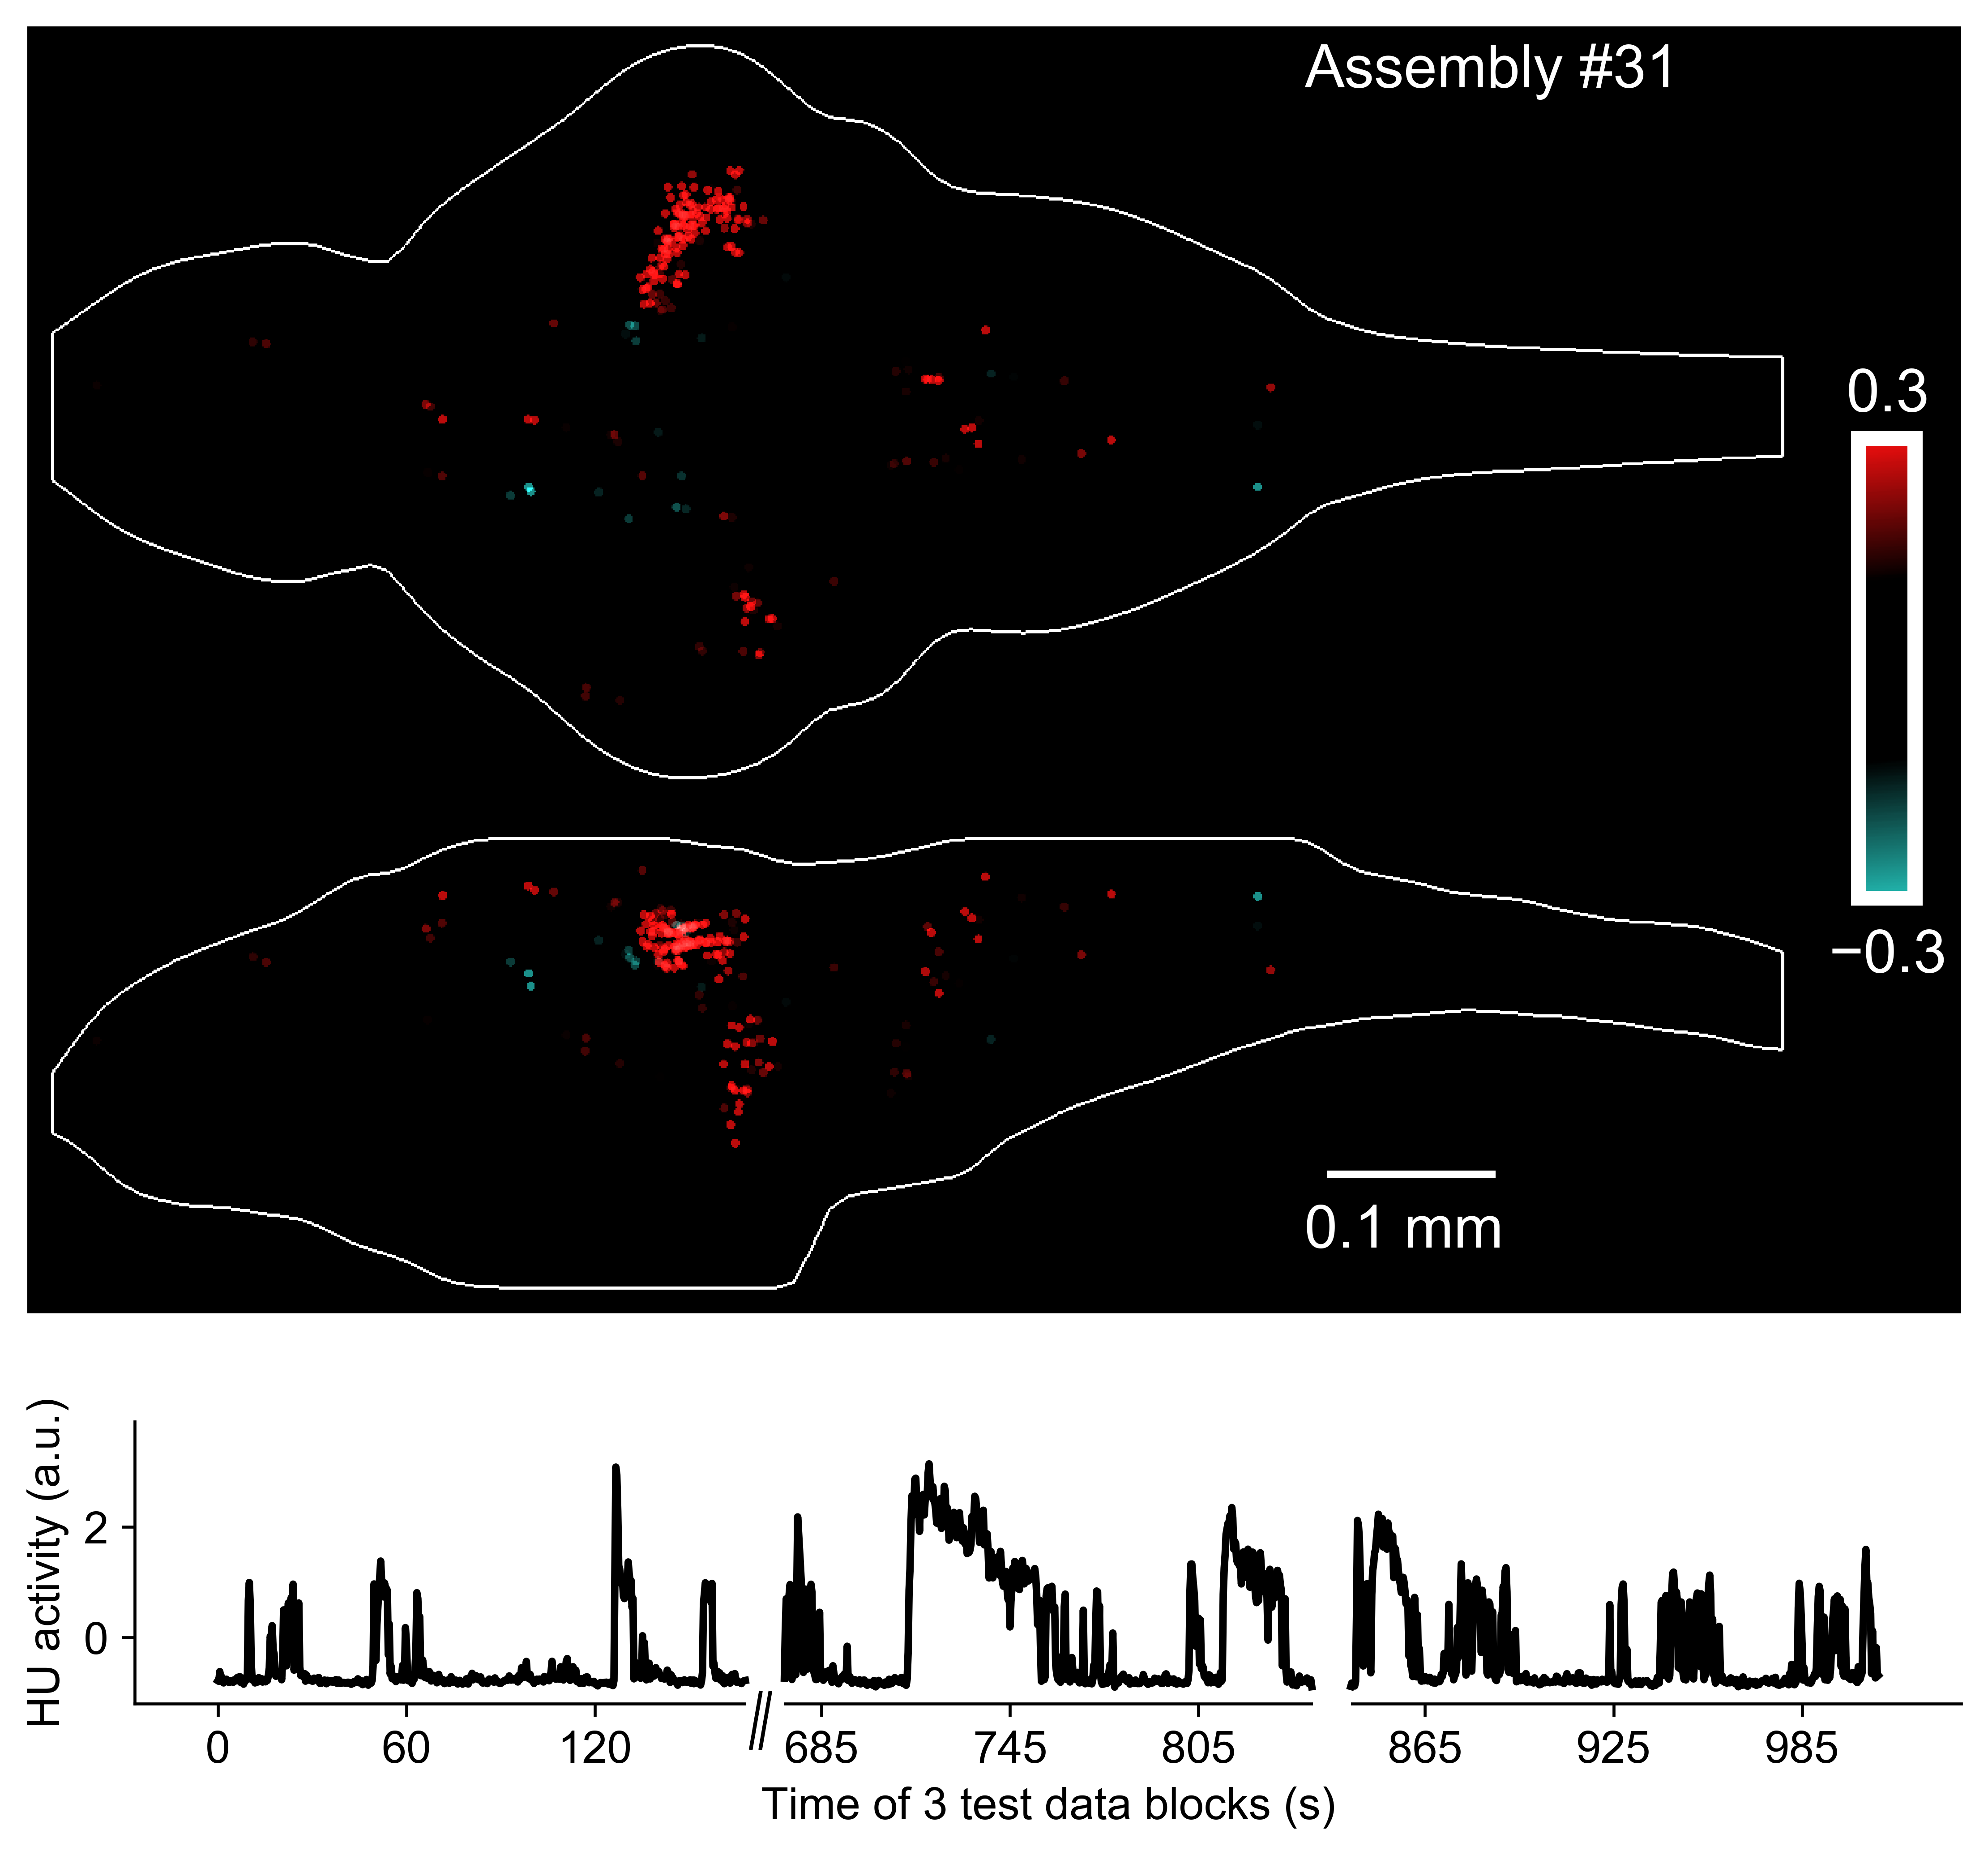 Assembly #31
0.3
−0.3
0.1 mm
HU activity (a.u.)
2
0
0 60 120 685 745 805 865 925 985
Time of 3 test data blocks (s)